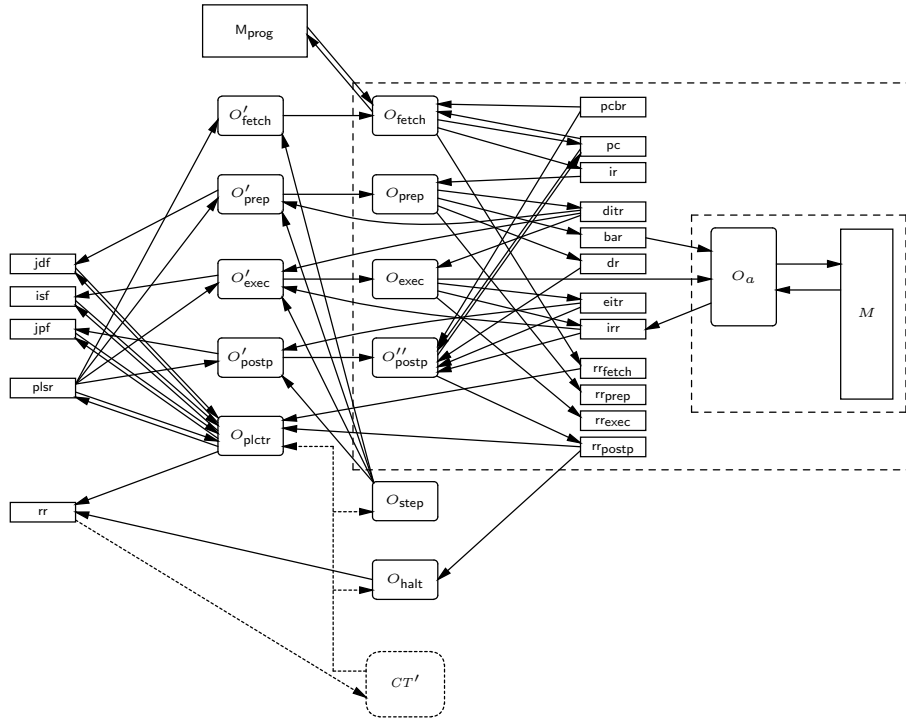 M_prog
O′_fetch
O_fetch
pcbr
pc
ir
O′_prep
O_prep
ditr
bar
dr
jdf
isf
jpf
plsr
O′_exec
O_exec
eitr
irr
O_a
M
O′_postp
O″_postp
rr_fetch
rr_prep
rr_exec
rr_postp
O_plctr
rr
O_step
O_halt
CT′